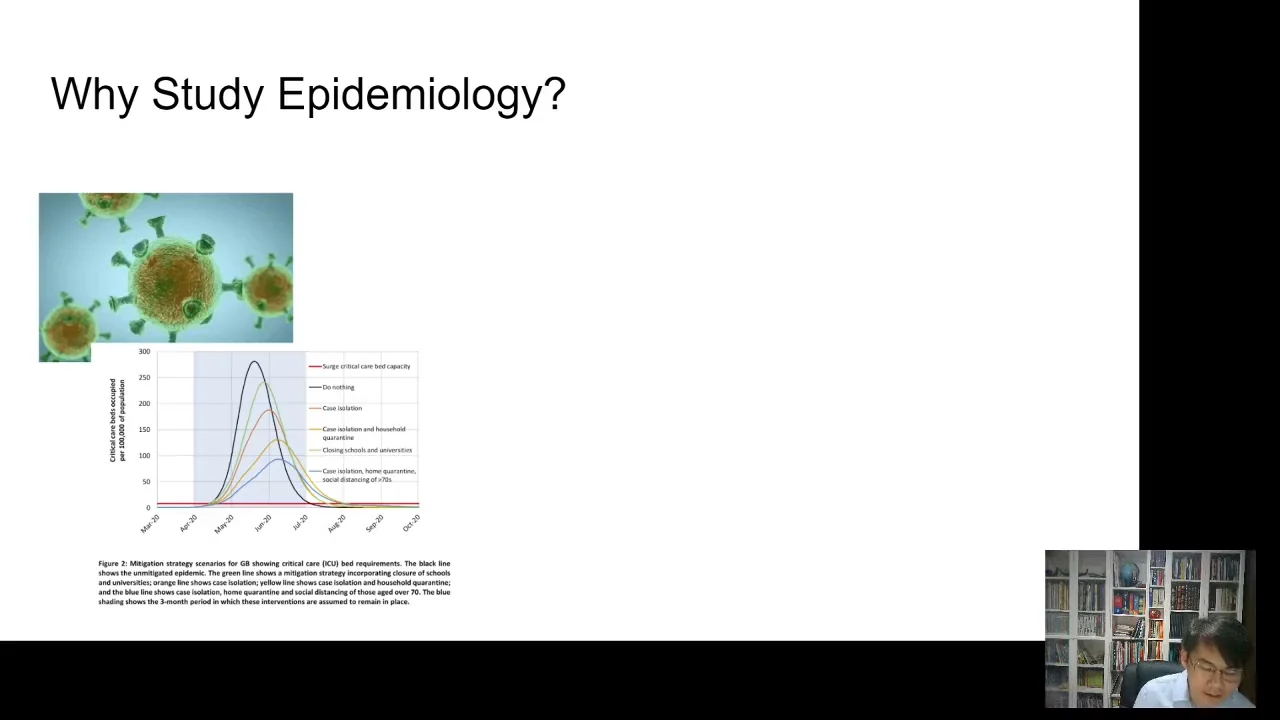 Why Study Epidemiology?
300
250
200
150
100
50
0
Critical care beds occupied
per 100,000 of population
Surge critical care bed capacity
Do nothing
Case isolation
Case isolation and household
quarantine
Closing schools and universities
Case isolation, home quarantine,
social distancing of >70s
Mar-20
Apr-20
May-20
Jun-20
Jul-20
Aug-20
Sep-20
Oct-20
Figure 2: Mitigation strategy scenarios for GB showing critical care (ICU) bed requirements. The black line
shows the unmitigated epidemic. The green line shows a mitigation strategy incorporating closure of schools
and universities; orange line shows case isolation; yellow line shows case isolation and household quarantine;
and the blue line shows case isolation, home quarantine and social distancing of those aged over 70. The blue
shading shows the 3-month period in which these interventions are assumed to remain in place.